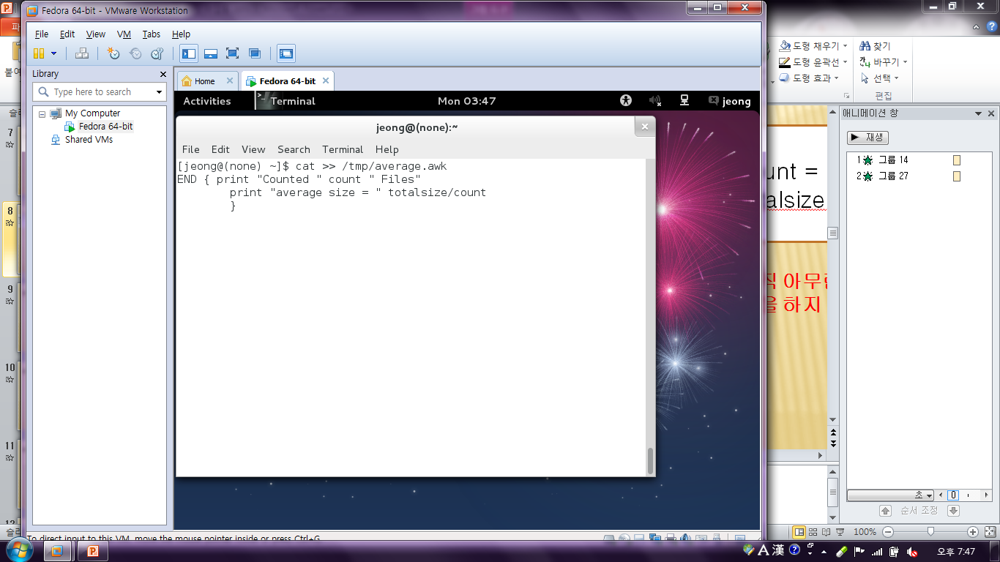 Fedora 64-bit - VMware Workstation
File Edit View VM Tabs Help
Library
Type here to search
My Computer
Fedora 64-bit
Shared VMs
Home
Fedora 64-bit
Activities
Terminal
Mon 03:47
jeong
jeong@(none):~
File Edit View Search Terminal Help
[jeong@(none) ~]$ cat >> /tmp/average.awk
END { print "Counted " count " Files"
print "average size = " totalsize/count
}
To direct input to this VM, move the mouse pointer inside or press Ctrl+G.
도형 채우기
도형 윤곽선
도형 효과
찾기
바꾸기
선택
편집
7
8
9
10
11
12
unt =
alsize
아무런
하지
애니메이션 창
재생
1 그룹 14
2 그룹 27
초
0
순서 조정
100%
A 漢
오후 7:47